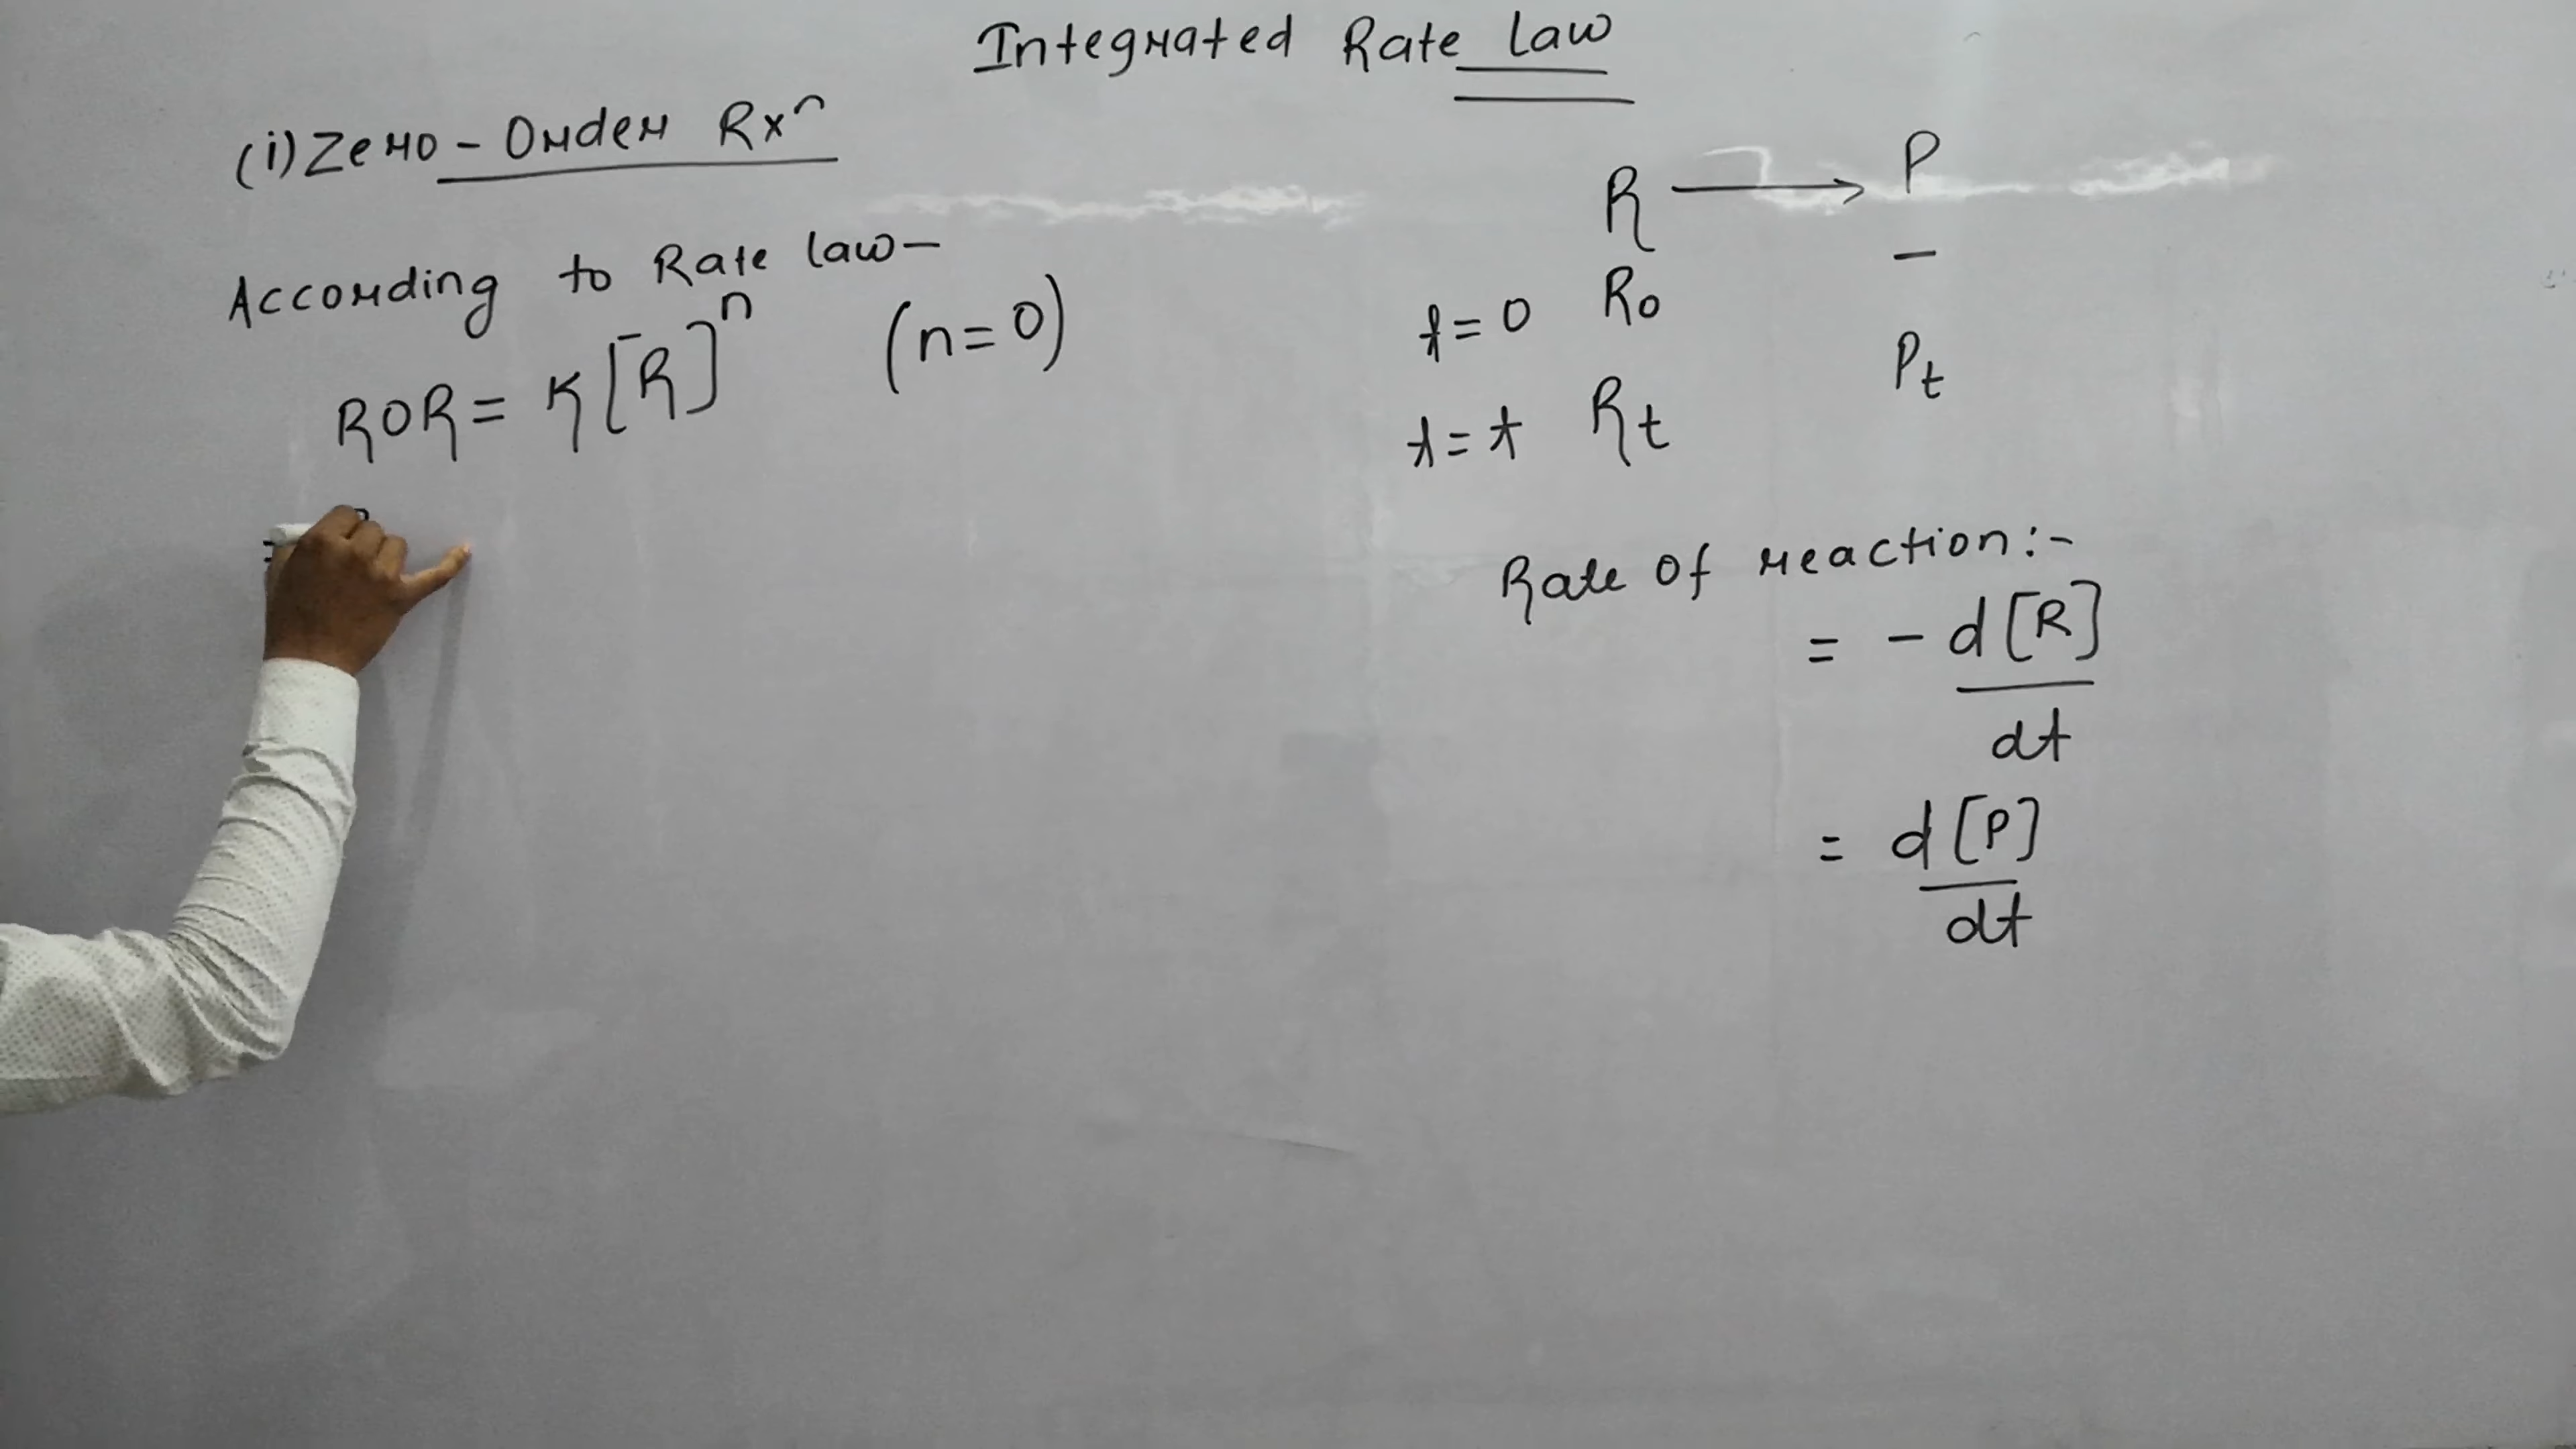 Integrated Rate law
(i) Zero - Order Rxⁿ
According to Rate law—
ROR = K[R]ⁿ (n=0)
=
R ⟶ P
t=0 R₀ —
t=t Rₜ Pₜ
Rate of reaction:-
= - d[R]
dt
= d[P]
dt